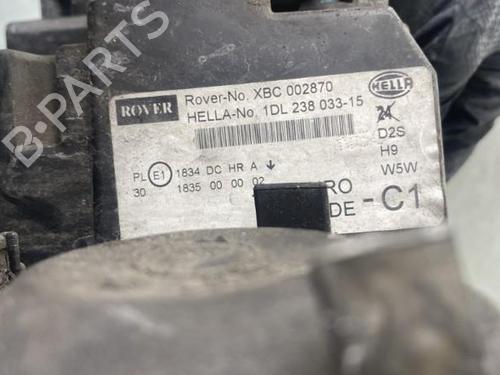 ROVER
Rover-No. XBC 002870
HELLA-No. 1DL 238 033-15
HELLA
24
D2S
H9
W5W
PL E1 1834 DC HR A
30 1835 00 00 02
RO
DE -C1
B-PARTS